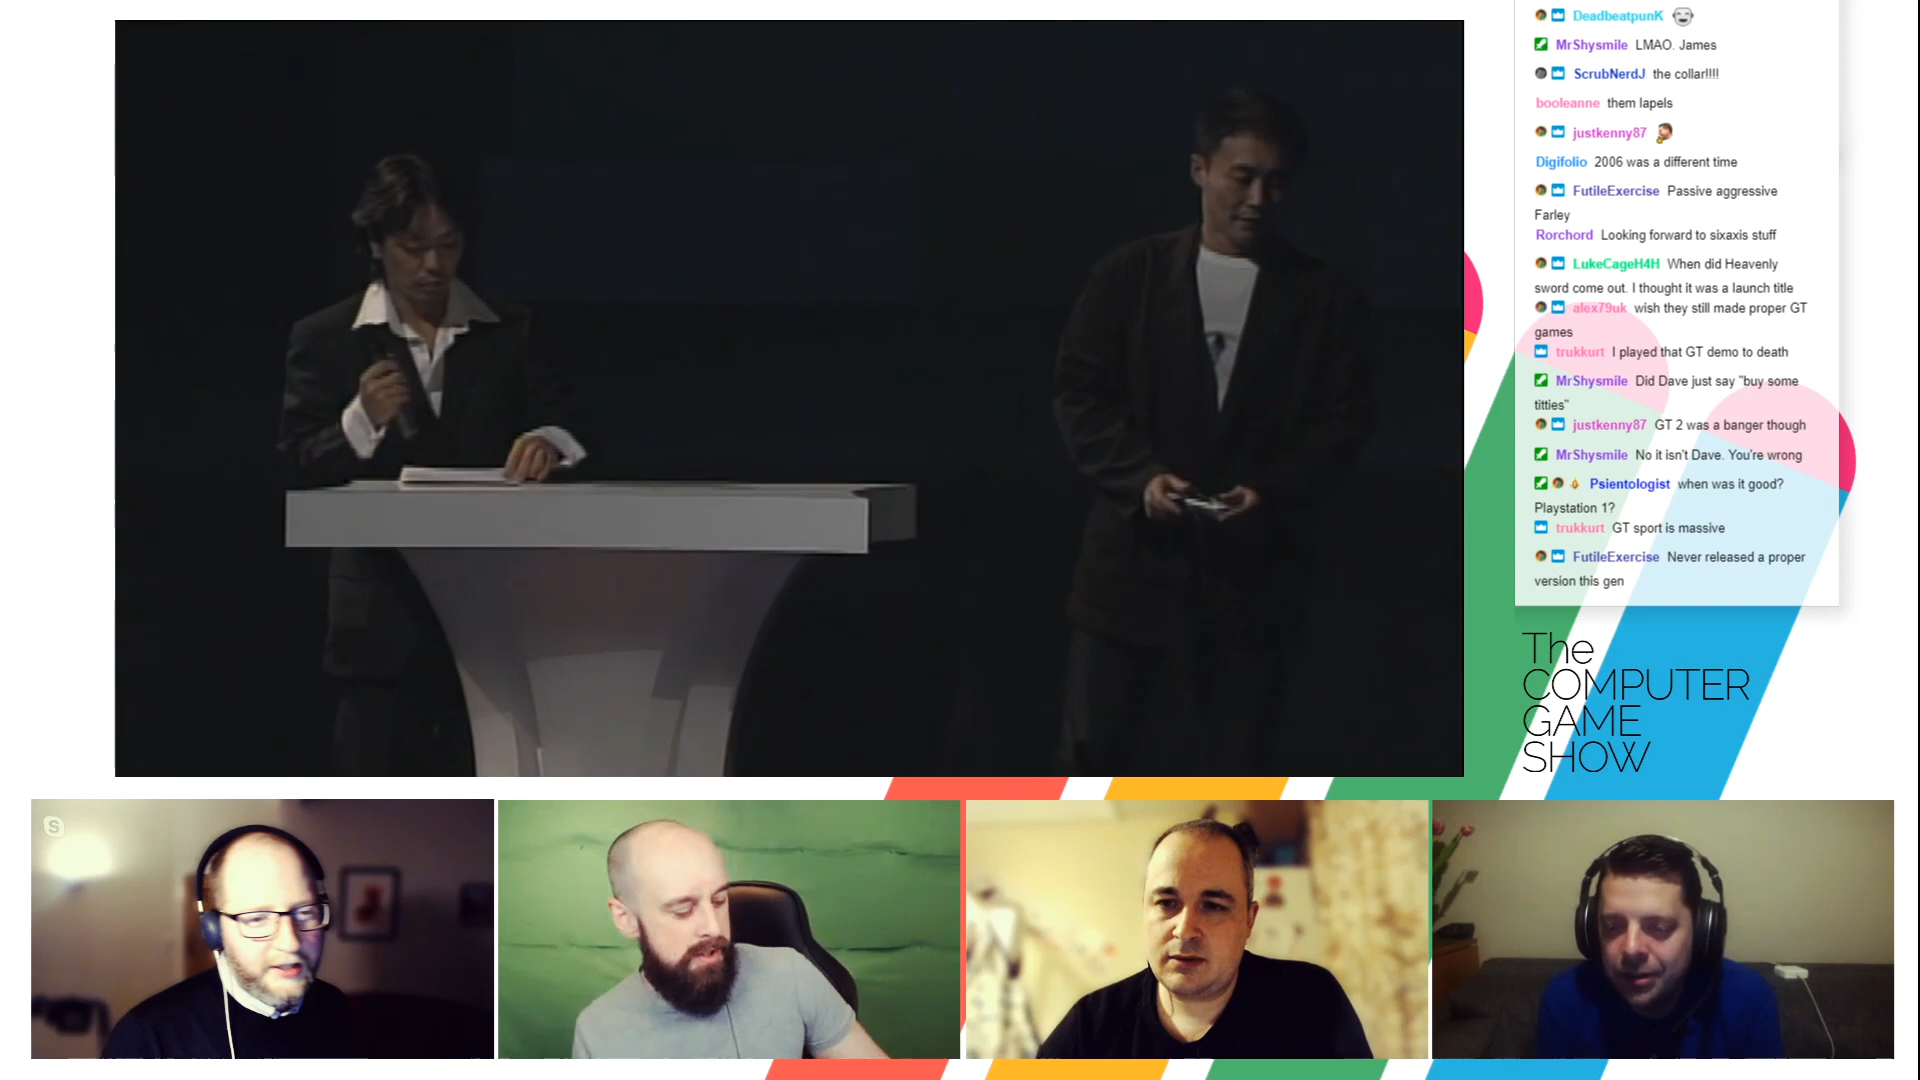 DeadbeatpunK
MrShysmile LMAO. James
ScrubNerdJ the collar!!!!
booleanne them lapels
justkenny87
Digifolio 2006 was a different time
FutileExercise Passive aggressive
Farley
Rorchord Looking forward to sixaxis stuff
LukeCageH4H When did Heavenly
sword come out. I thought it was a launch title
alex79uk wish they still made proper GT
games
trukkurt I played that GT demo to death
MrShysmile Did Dave just say "buy some
titties"
justkenny87 GT 2 was a banger though
MrShysmile No it isn't Dave. You're wrong
Psientologist when was it good?
Playstation 1?
trukkurt GT sport is massive
FutileExercise Never released a proper
version this gen
The
COMPUTER
GAME
SHOW
S